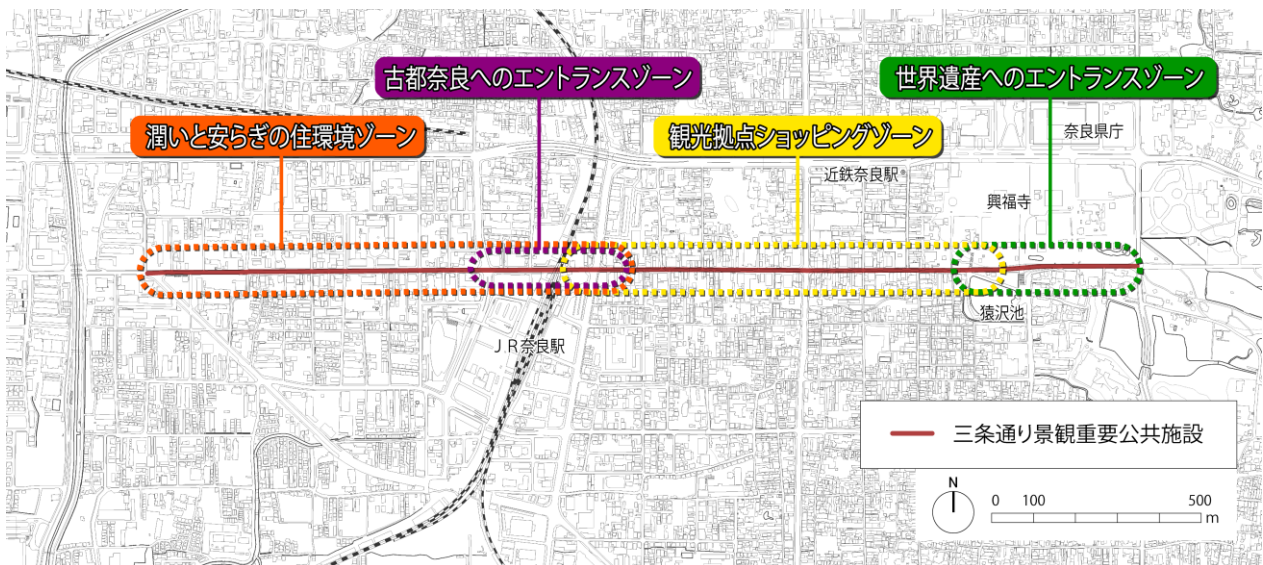 古都奈良へのエントランスゾーン
世界遺産へのエントランスゾーン
潤いと安らぎの住環境ゾーン
観光拠点ショッピングゾーン
奈良県庁
近鉄奈良駅
興福寺
猿沢池
ＪＲ奈良駅
三条通り景観重要公共施設
N
0 100 500
m